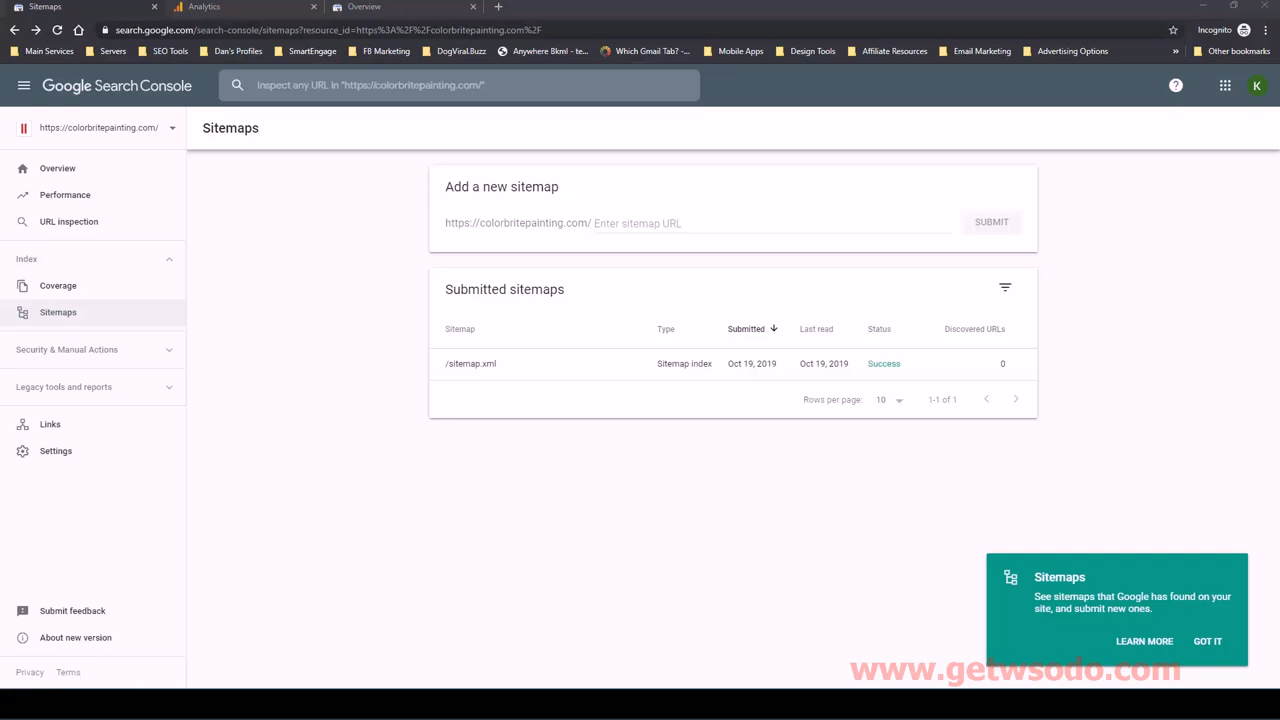 Sitemaps
Analytics
Overview
search.google.com/search-console/sitemaps?resource_id=https%3A%2F%2Fcolorbritepainting.com%2F
Incognito
Main Services
Servers
SEO Tools
Dan's Profiles
SmartEngage
FB Marketing
DogViral.Buzz
Anywhere Bkml - te...
Which Gmail Tab? -...
Mobile Apps
Design Tools
Affiliate Resources
Email Marketing
Advertising Options
»
Other bookmarks
Google Search Console
Inspect any URL in "https://colorbritepainting.com/"
K
https://colorbritepainting.com/
Sitemaps
Overview
Performance
URL inspection
Index
Coverage
Sitemaps
Security & Manual Actions
Legacy tools and reports
Links
Settings
Submit feedback
About new version
Privacy Terms
Add a new sitemap
https://colorbritepainting.com/ Enter sitemap URL
SUBMIT
Submitted sitemaps
Sitemap Type Submitted Last read Status Discovered URLs
/sitemap.xml Sitemap index Oct 19, 2019 Oct 19, 2019 Success 0
Rows per page: 10 1-1 of 1
Sitemaps
See sitemaps that Google has found on your
site, and submit new ones.
LEARN MORE GOT IT
www.getwsodo.com